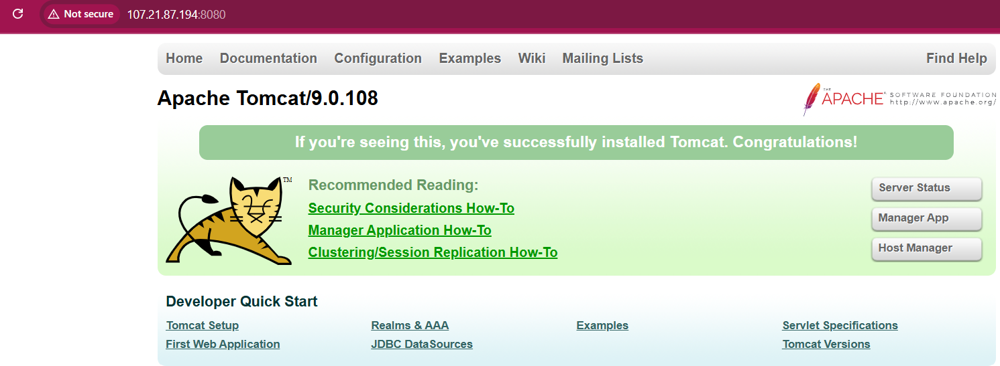 Not secure 107.21.87.194:8080
Home Documentation Configuration Examples Wiki Mailing Lists Find Help
Apache Tomcat/9.0.108
THE APACHE® SOFTWARE FOUNDATION
http://www.apache.org/
If you're seeing this, you've successfully installed Tomcat. Congratulations!
TM
Recommended Reading:
Security Considerations How-To
Manager Application How-To
Clustering/Session Replication How-To
Server Status
Manager App
Host Manager
Developer Quick Start
Tomcat Setup Realms & AAA Examples Servlet Specifications
First Web Application JDBC DataSources Tomcat Versions